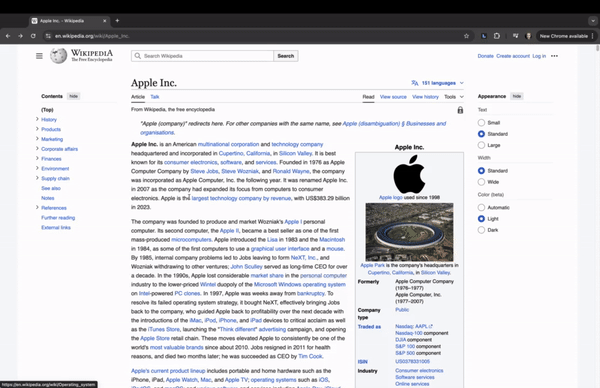 Apple Inc. - Wikipedia
en.wikipedia.org/wiki/Apple_Inc.
New Chrome available
WIKIPEDIA
The Free Encyclopedia
Search Wikipedia
Search
Donate Create account Log in
Contents hide
(Top)
History
Products
Marketing
Corporate affairs
Finances
Environment
Supply chain
See also
Notes
References
Further reading
External links
Apple Inc.
151 languages
Article Talk
Read View source View history Tools
From Wikipedia, the free encyclopedia
"Apple (company)" redirects here. For other companies with the same name, see Apple (disambiguation) § Businesses and
organisations.
Apple Inc. is an American multinational corporation and technology company
headquartered and incorporated in Cupertino, California, in Silicon Valley. It is best
known for its consumer electronics, software, and services. Founded in 1976 as Apple
Computer Company by Steve Jobs, Steve Wozniak, and Ronald Wayne, the company
was incorporated as Apple Computer, Inc. the following year. It was renamed Apple Inc.
in 2007 as the company had expanded its focus from computers to consumer
electronics. Apple is the largest technology company by revenue, with US$383.29 billion
in 2023.
The company was founded to produce and market Wozniak's Apple I personal
computer. Its second computer, the Apple II, became a best seller as one of the first
mass-produced microcomputers. Apple introduced the Lisa in 1983 and the Macintosh
in 1984, as some of the first computers to use a graphical user interface and a mouse.
By 1985, internal company problems led to Jobs leaving to form NeXT, Inc., and
Wozniak withdrawing to other ventures; John Sculley served as long-time CEO for over
a decade. In the 1990s, Apple lost considerable market share in the personal computer
industry to the lower-priced Wintel duopoly of the Microsoft Windows operating system
on Intel-powered PC clones. In 1997, Apple was weeks away from bankruptcy. To
resolve its failed operating system strategy, it bought NeXT, effectively bringing Jobs
back to the company, who guided Apple back to profitability over the next decade with
the introductions of the iMac, iPod, iPhone, and iPad devices to critical acclaim as well
as the iTunes Store, launching the "Think different" advertising campaign, and opening
the Apple Store retail chain. These moves elevated Apple to consistently be one of the
world's most valuable brands since about 2010. Jobs resigned in 2011 for health
reasons, and died two months later; he was succeeded as CEO by Tim Cook.
Apple's current product lineup includes portable and home hardware such as the
iPhone, iPad, Apple Watch, Mac, and Apple TV; operating systems such as iOS,
Apple Inc.
Apple logo used since 1998
Apple Park is the company's headquarters in
Cupertino, California, in Silicon Valley.
Formerly Apple Computer Company
(1976–1977)
Apple Computer, Inc.
(1977–2007)
Company type Public
Traded as Nasdaq: AAPL
Nasdaq-100 component
DJIA component
S&P 100 component
S&P 500 component
ISIN US0378331005
Industry Consumer electronics
Software services
Online services
Appearance hide
Text
Small
Standard
Large
Width
Standard
Wide
Color (beta)
Automatic
Light
Dark
https://en.wikipedia.org/wiki/Operating_system